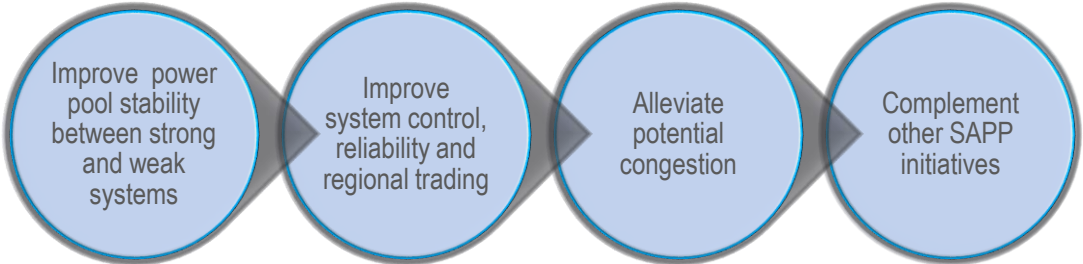 Improve power
pool stability
between strong
and weak
systems
Improve
system control,
reliability and
regional trading
Alleviate
potential
congestion
Complement
other SAPP
initiatives